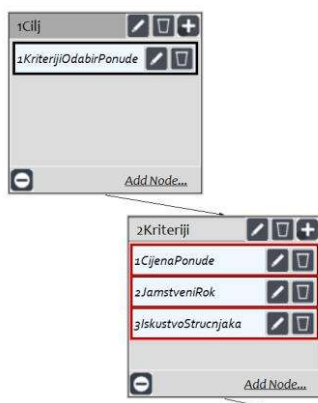 1Cilj
1KriterijiOdabirPonude
Add Node...
2Kriteriji
1CijenaPonude
2JamstveniRok
3IskustvoStrucnjaka
Add Node...